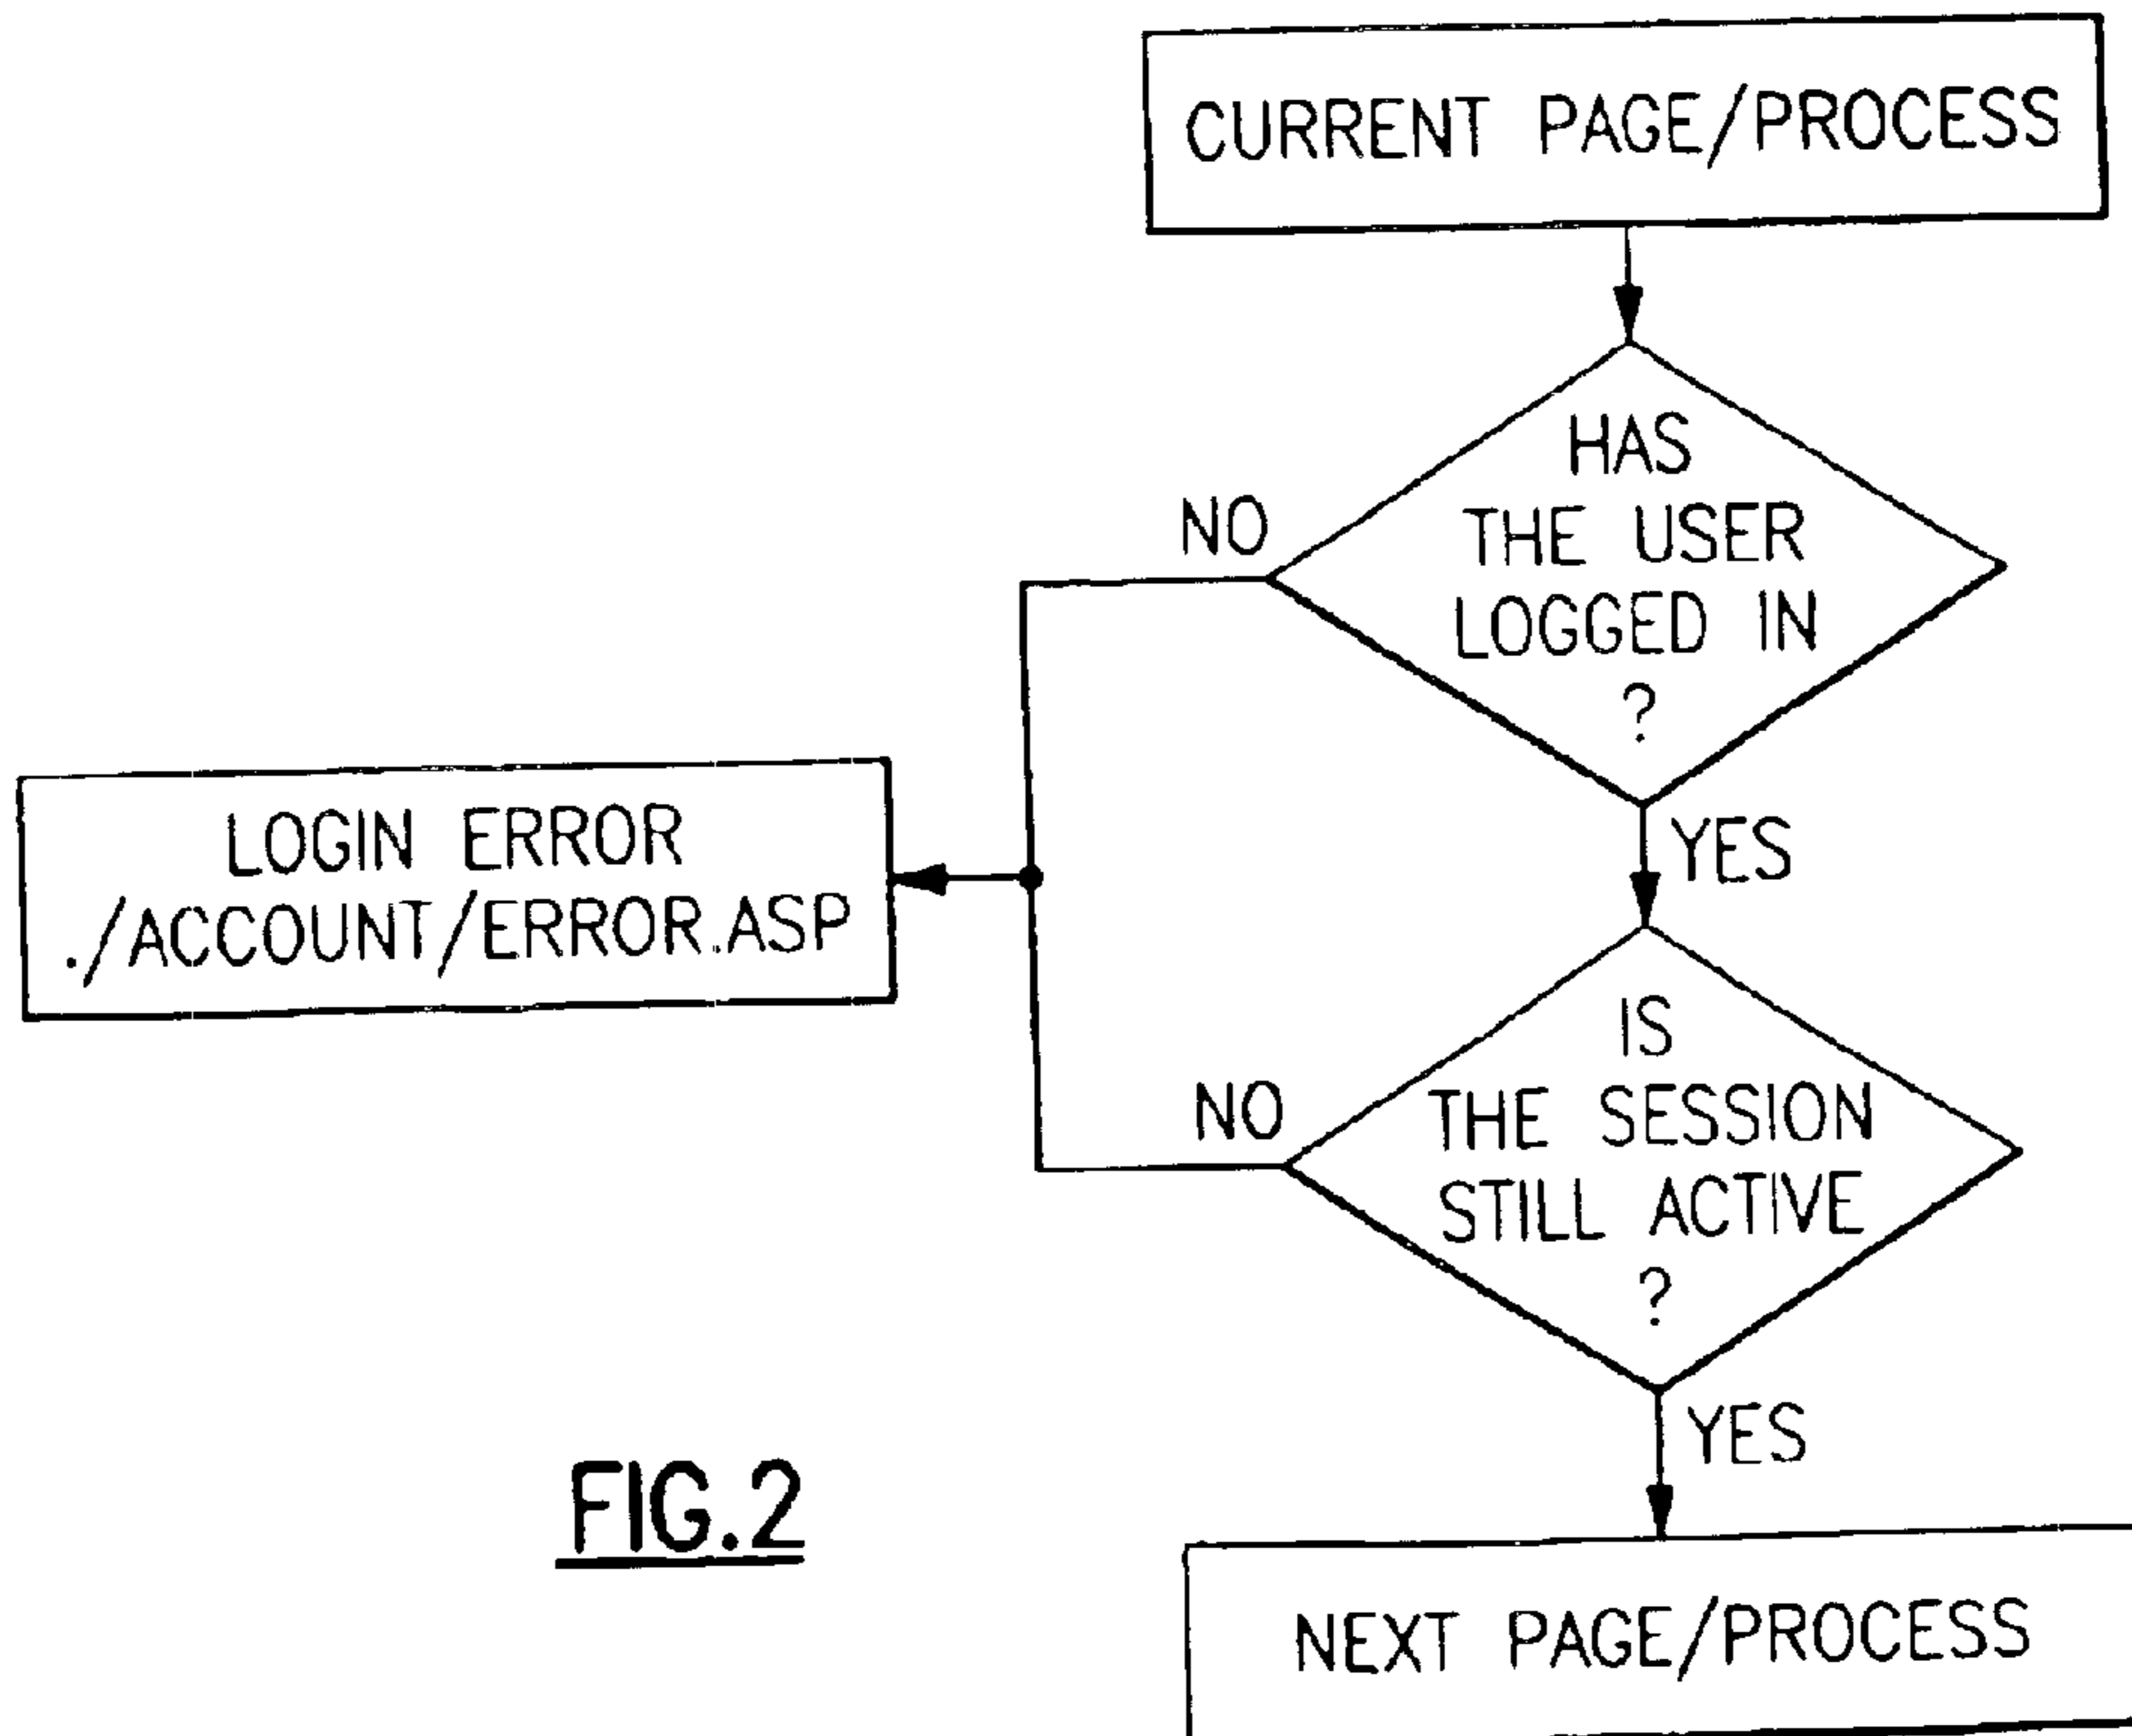 CURRENT PAGE/PROCESS
HAS
THE USER
LOGGED IN
?
NO
YES
LOGIN ERROR
./ACCOUNT/ERROR.ASP
IS
THE SESSION
STILL ACTIVE
?
NO
YES
NEXT PAGE/PROCESS
FIG.2